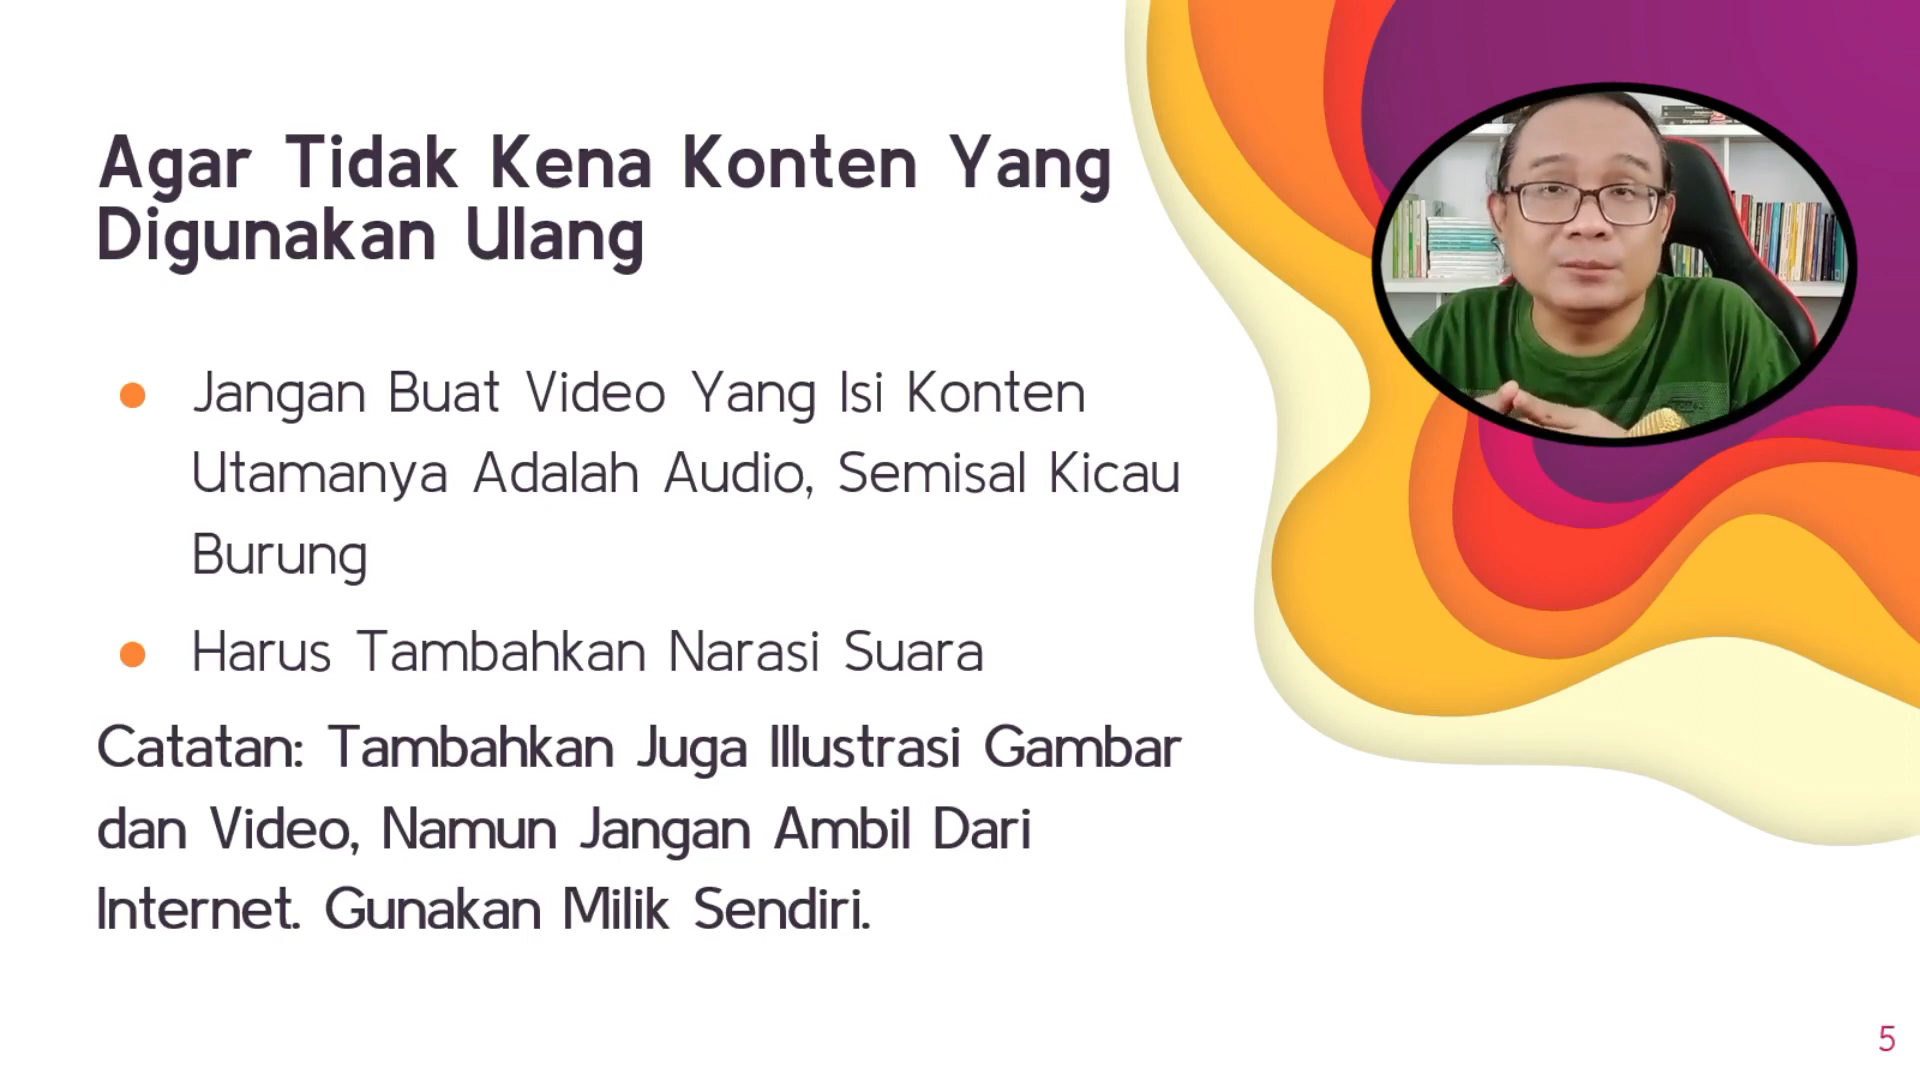 Agar Tidak Kena Konten Yang
Digunakan Ulang
Jangan Buat Video Yang Isi Konten
Utamanya Adalah Audio, Semisal Kicau
Burung
Harus Tambahkan Narasi Suara
Catatan: Tambahkan Juga Illustrasi Gambar
dan Video, Namun Jangan Ambil Dari
Internet. Gunakan Milik Sendiri.
5